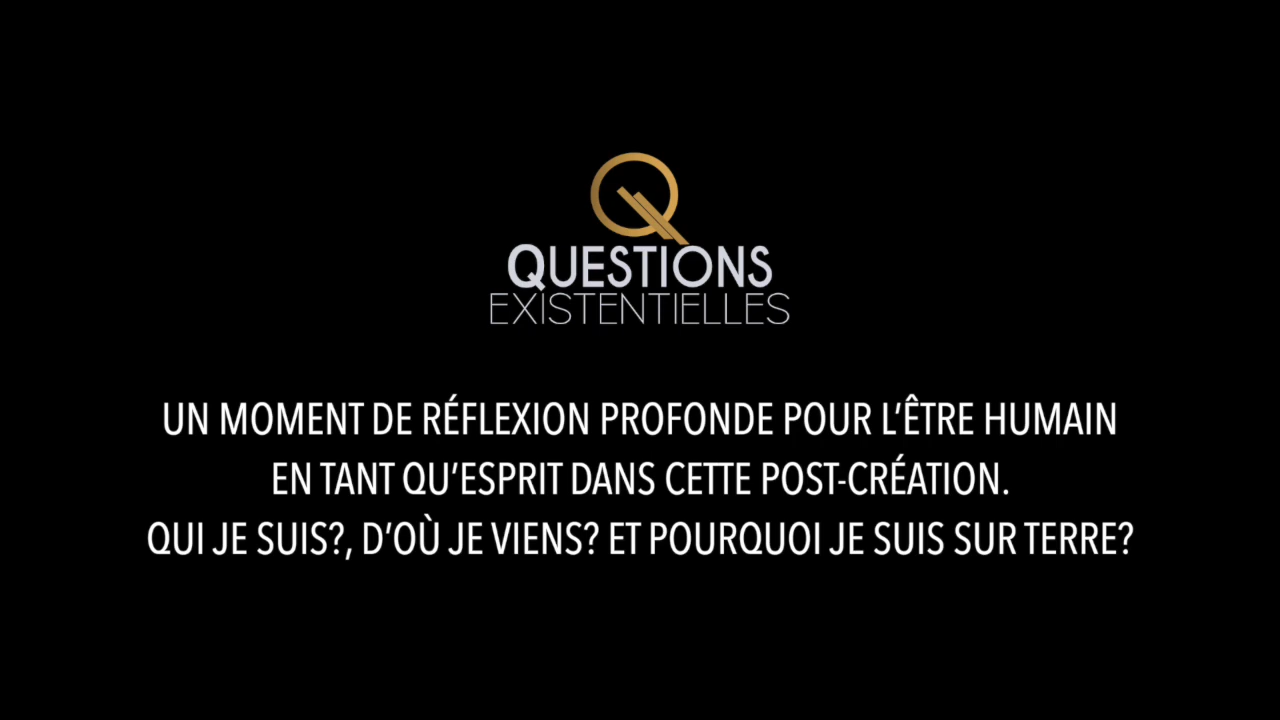 QUESTIONS
EXISTENTIELLES
UN MOMENT DE RÉFLEXION PROFONDE POUR L’ÊTRE HUMAIN
EN TANT QU’ESPRIT DANS CETTE POST-CRÉATION.
QUI JE SUIS?, D’OÙ JE VIENS? ET POURQUOI JE SUIS SUR TERRE?